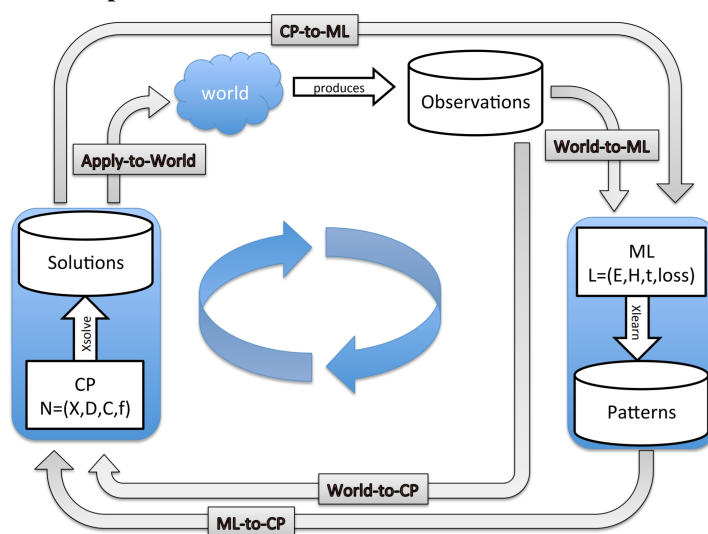 CP-to-ML
world
produces
Observations
Apply-to-World
World-to-ML
Solutions
Xsolve
CP
N=(X,D,C,f)
ML
L=(E,H,t,loss)
Xlearn
Patterns
World-to-CP
ML-to-CP